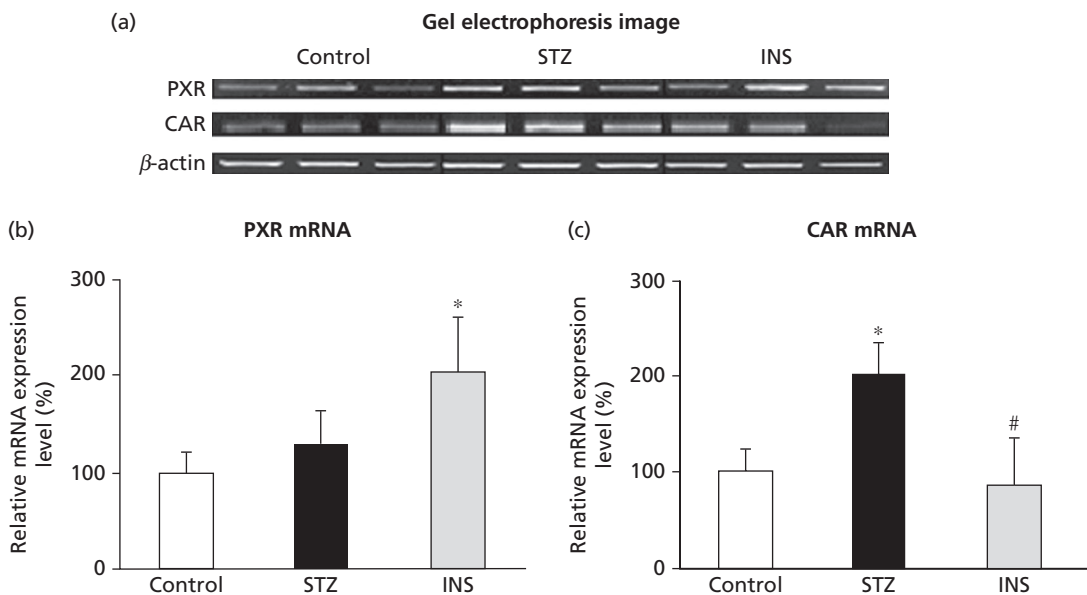 (a)
Gel electrophoresis image
Control STZ INS
PXR
CAR
β-actin
(b)
PXR mRNA
Relative mRNA expression
level (%)
300
200
100
0
*
Control STZ INS
(c)
CAR mRNA
Relative mRNA expression
level (%)
300
200
100
0
*
#
Control STZ INS